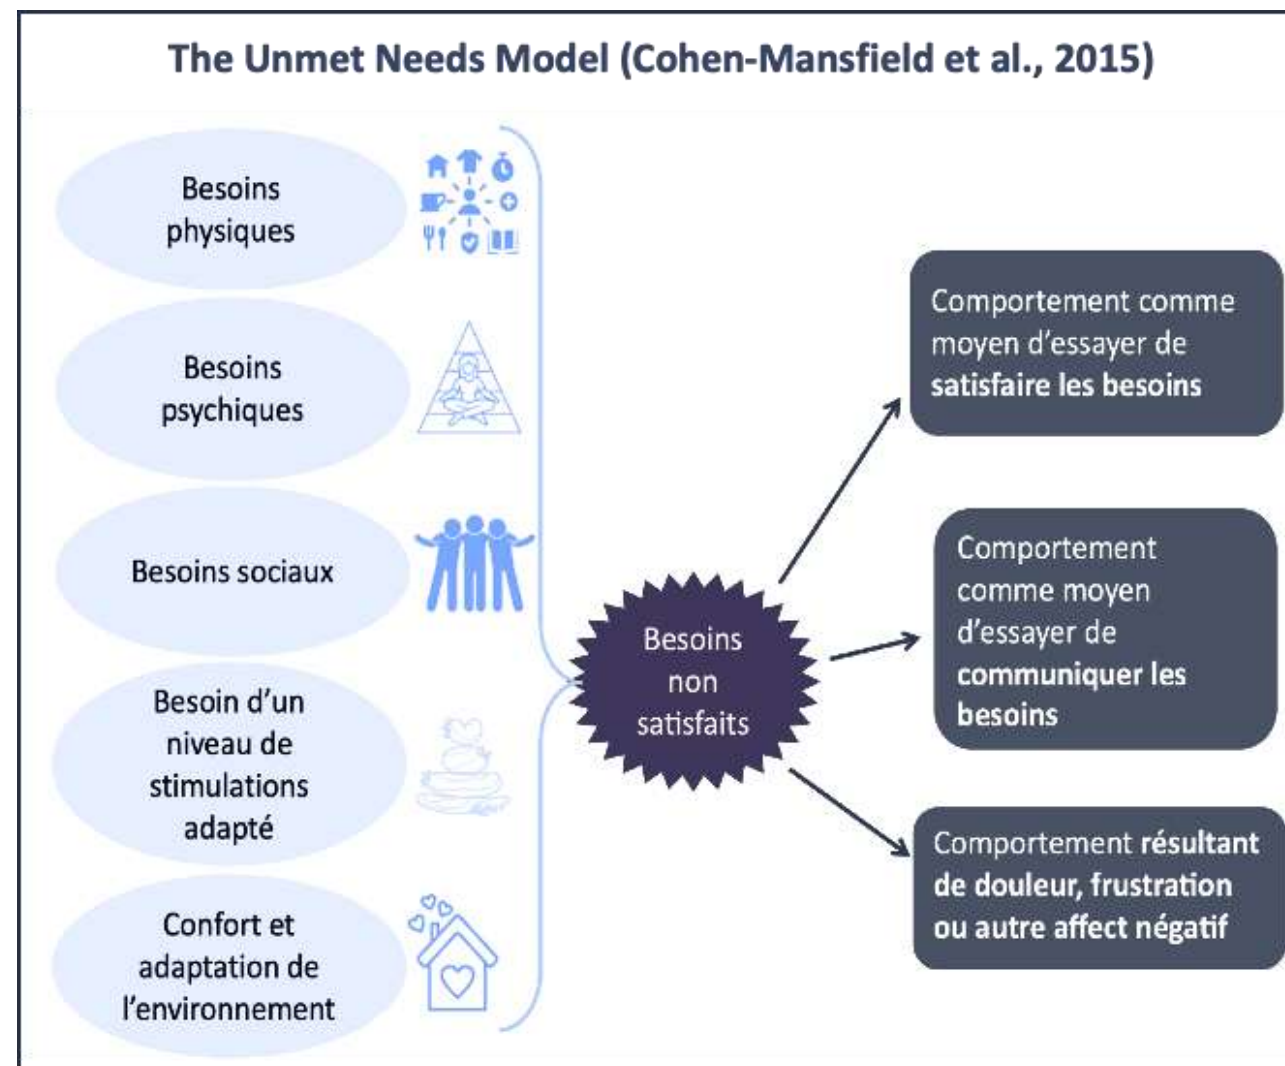 The Unmet Needs Model (Cohen-Mansfield et al., 2015)
Besoins
physiques
Besoins
psychiques
Besoins sociaux
Besoin d’un
niveau de
stimulations
adapté
Confort et
adaptation de
l’environnement
Besoins
non
satisfaits
Comportement comme
moyen d’essayer de
satisfaire les besoins
Comportement
comme moyen
d’essayer de
communiquer les
besoins
Comportement résultant
de douleur, frustration
ou autre affect négatif